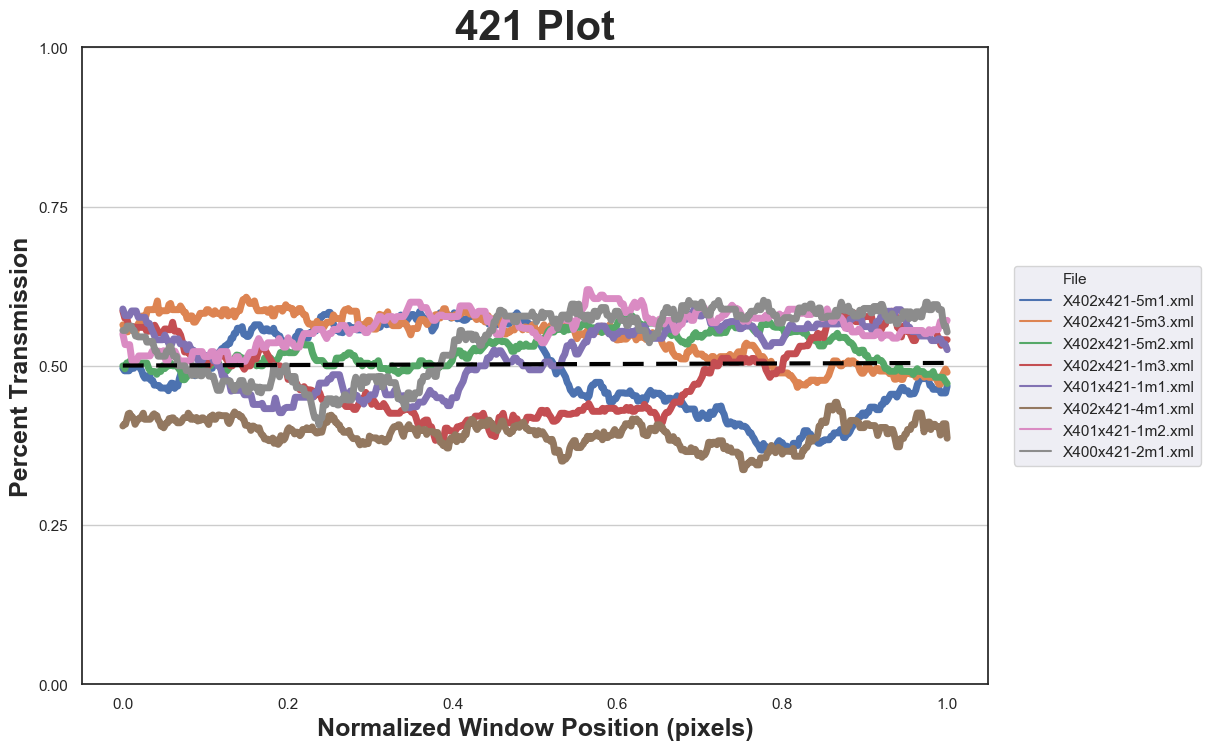 421 Plot
Percent Transmission
1.00
0.75
0.50
0.25
0.00
0.0 0.2 0.4 0.6 0.8 1.0
Normalized Window Position (pixels)
File
X402x421-5m1.xml
X402x421-5m3.xml
X402x421-5m2.xml
X402x421-1m3.xml
X401x421-1m1.xml
X402x421-4m1.xml
X401x421-1m2.xml
X400x421-2m1.xml